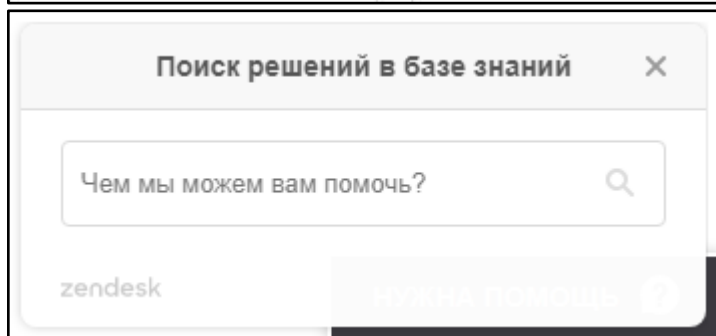 Поиск решений в базе знаний
Чем мы можем вам помочь?
zendesk
НУЖНА ПОМОЩЬ